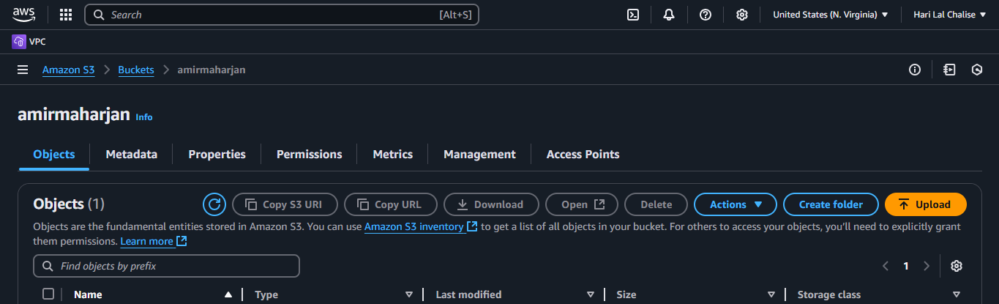 aws Search [Alt+S] United States (N. Virginia) Hari Lal Chalise
VPC
Amazon S3 Buckets amirmaharjan
amirmaharjan Info
Objects Metadata Properties Permissions Metrics Management Access Points
Objects (1) Copy S3 URI Copy URL Download Open Delete Actions Create folder Upload
Objects are the fundamental entities stored in Amazon S3. You can use Amazon S3 inventory to get a list of all objects in your bucket. For others to access your objects, you’ll need to explicitly grant
them permissions. Learn more
Find objects by prefix 1
Name Type Last modified Size Storage class